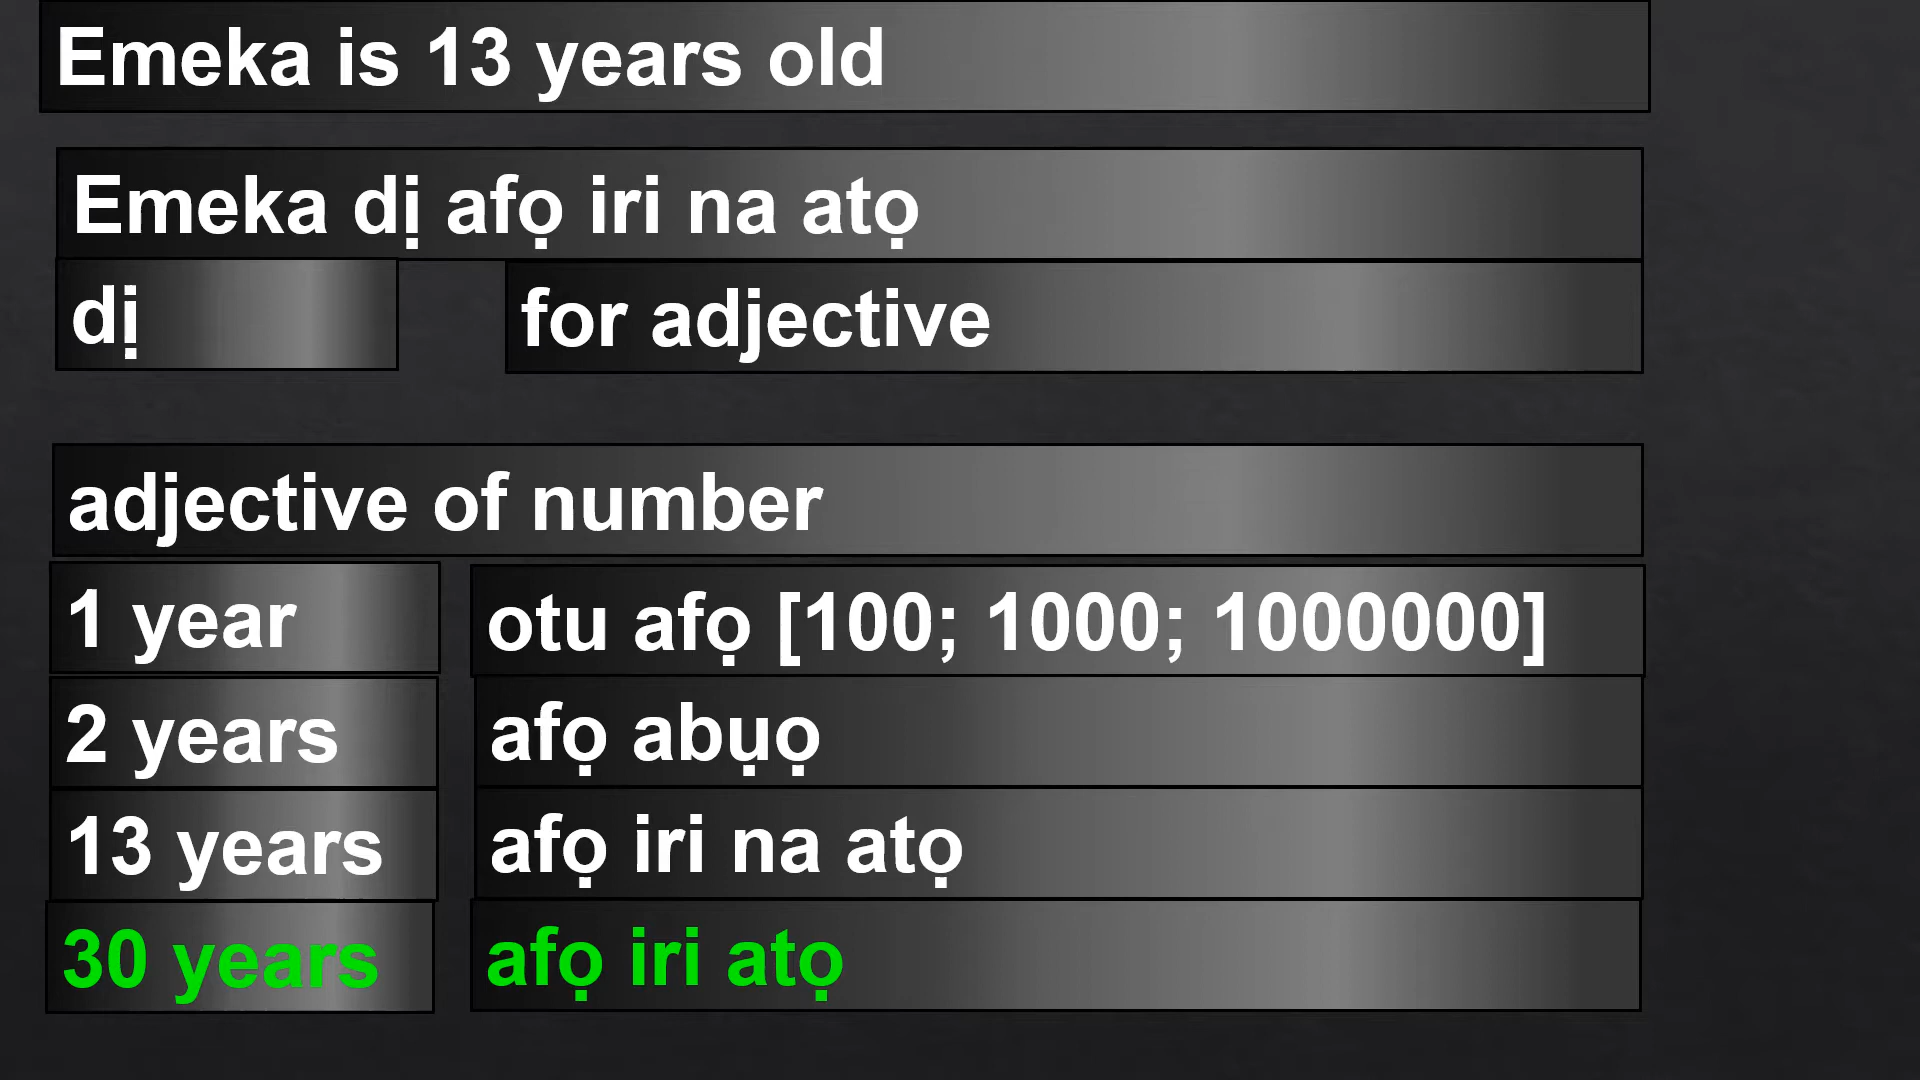 Emeka is 13 years old
Emeka dị afọ iri na atọ
dị for adjective
adjective of number
1 year otu afọ [100; 1000; 1000000]
2 years afọ abụọ
13 years afọ iri na atọ
30 years afọ iri atọ